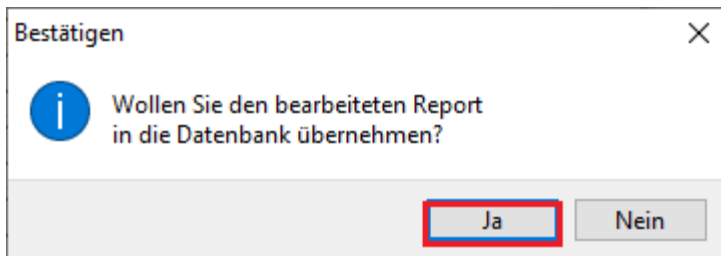 Bestätigen
Wollen Sie den bearbeiteten Report
in die Datenbank übernehmen?
Ja
Nein